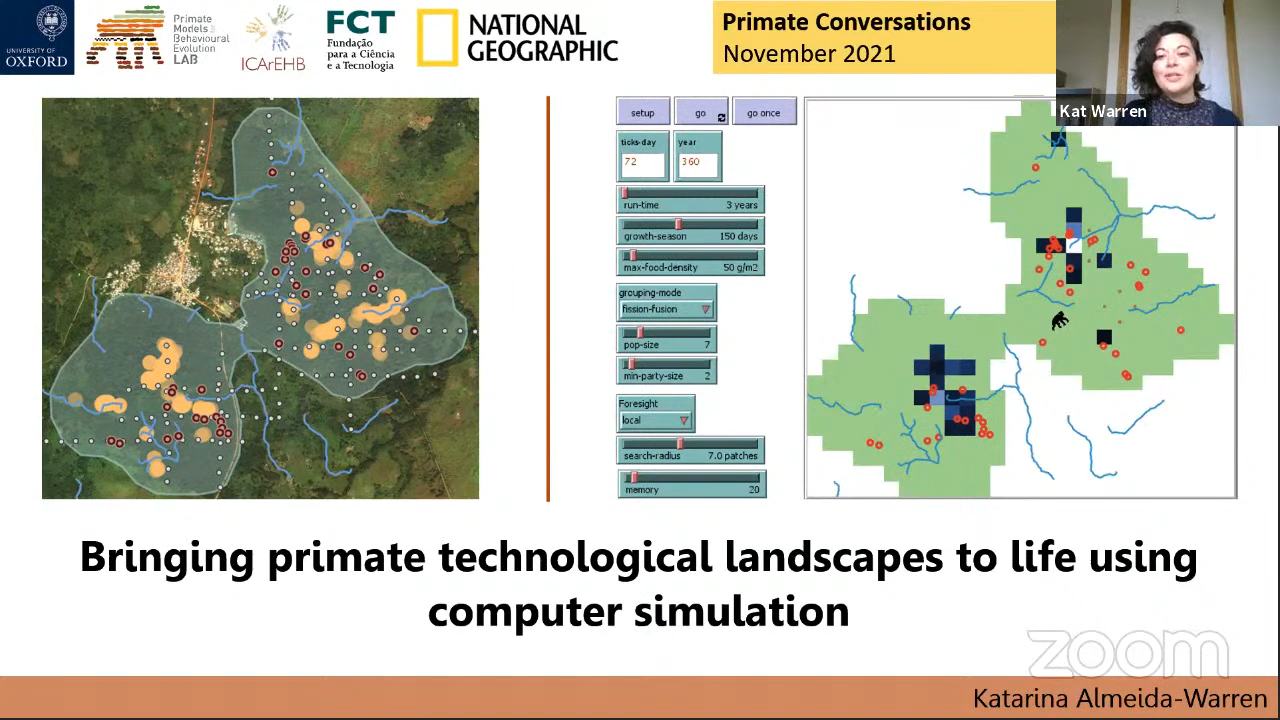 UNIVERSITY OF
OXFORD
Primate
Models for
Behavioural
Evolution
LAB
ICArEHB
FCT
Fundação
para a Ciência
e a Tecnologia
NATIONAL
GEOGRAPHIC
Primate Conversations
November 2021
Kat Warren
setup
go
go once
ticks-day
72
year
360
run-time 3 years
growth-season 150 days
max-food-density 50 g/m2
grouping-mode
fission-fusion
pop-size 7
min-party-size 2
Foresight
local
search-radius 7.0 patches
memory 20
Bringing primate technological landscapes to life using
computer simulation
zoom
Katarina Almeida-Warren